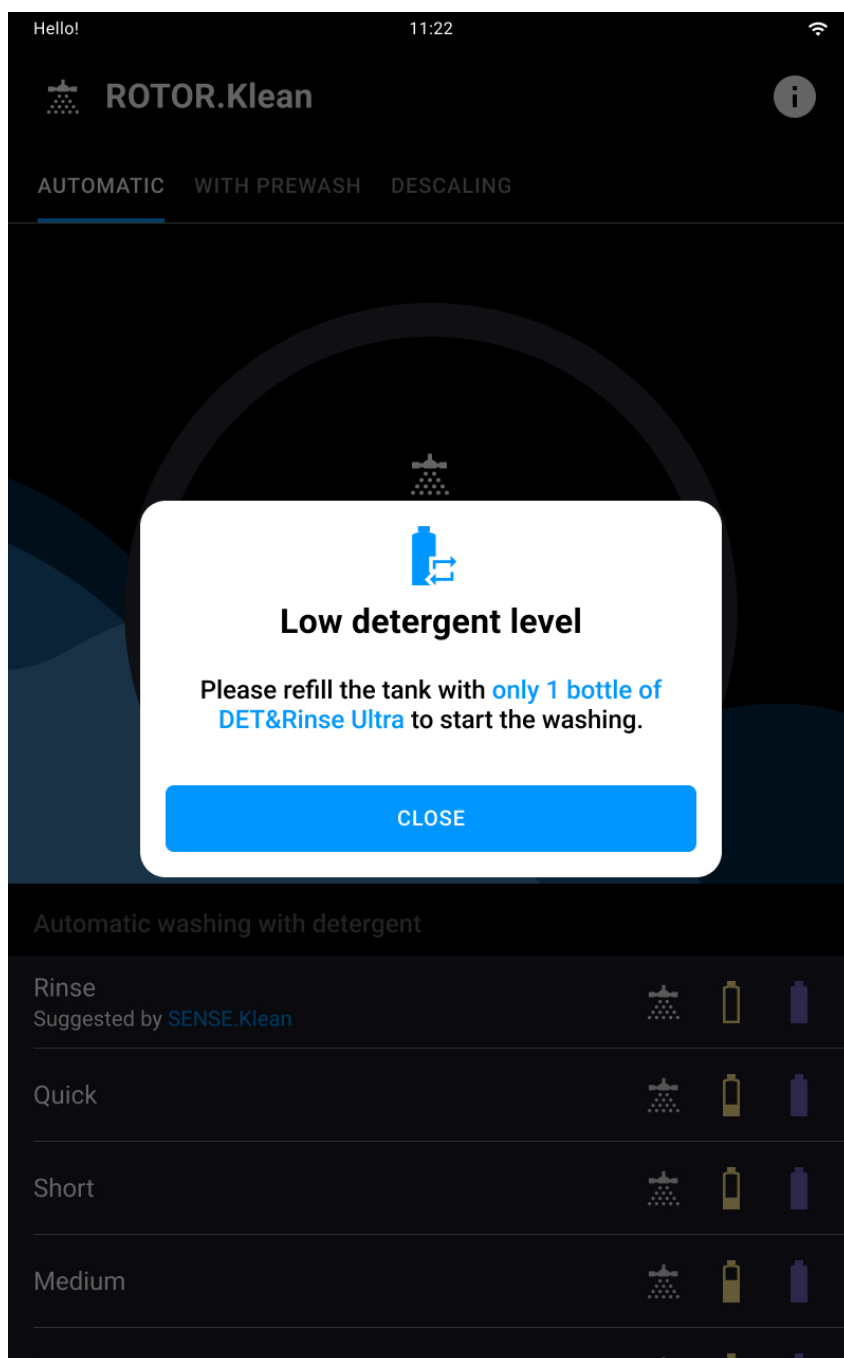 Hello!
11:22
ROTOR.Klean
AUTOMATIC
WITH PREWASH
DESCALING
Low detergent level
Please refill the tank with only 1 bottle of
DET&Rinse Ultra to start the washing.
CLOSE
Automatic washing with detergent
Rinse
Suggested by SENSE.Klean
Quick
Short
Medium